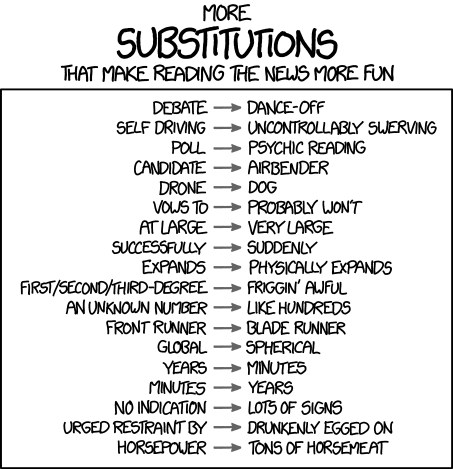 MORE
SUBSTITUTIONS
THAT MAKE READING THE NEWS MORE FUN
DEBATE → DANCE-OFF
SELF DRIVING → UNCONTROLLABLY SWERVING
POLL → PSYCHIC READING
CANDIDATE → AIRBENDER
DRONE → DOG
VOWS TO → PROBABLY WON'T
AT LARGE → VERY LARGE
SUCCESSFULLY → SUDDENLY
EXPANDS → PHYSICALLY EXPANDS
FIRST/SECOND/THIRD-DEGREE → FRIGGIN' AWFUL
AN UNKNOWN NUMBER → LIKE HUNDREDS
FRONT RUNNER → BLADE RUNNER
GLOBAL → SPHERICAL
YEARS → MINUTES
MINUTES → YEARS
NO INDICATION → LOTS OF SIGNS
URGED RESTRAINT BY → DRUNKENLY EGGED ON
HORSEPOWER → TONS OF HORSEMEAT